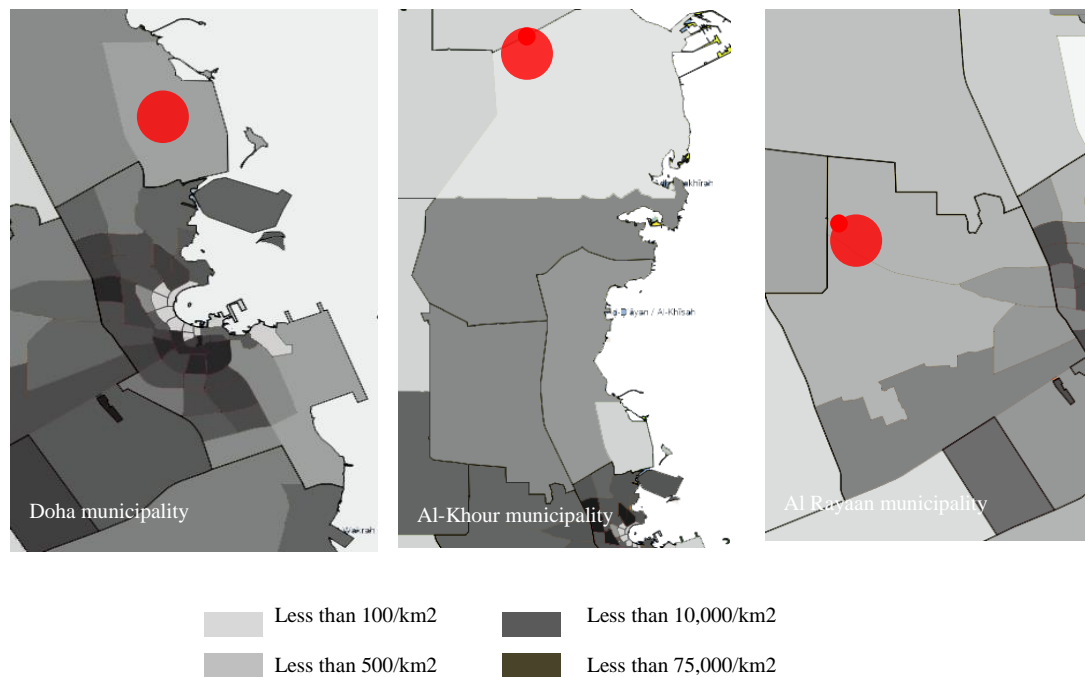 Doha municipality
Wakrah
Al-Khour municipality
Al Rayaan municipality
Less than 100/km2
Less than 10,000/km2
Less than 500/km2
Less than 75,000/km2